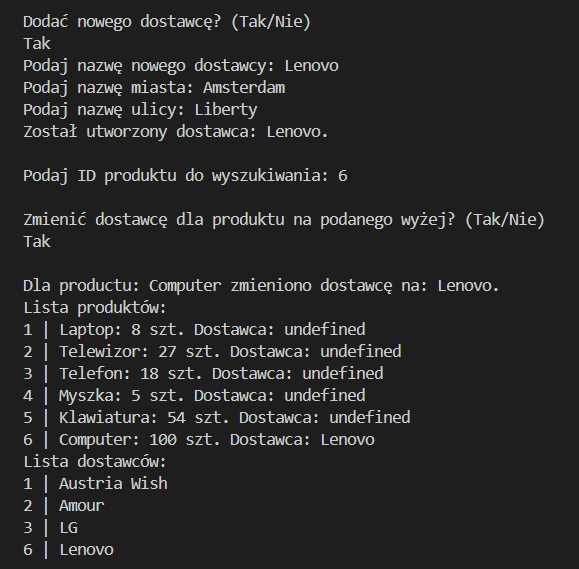 Dodać nowego dostawcę? (Tak/Nie)
Tak
Podaj nazwę nowego dostawcy: Lenovo
Podaj nazwę miasta: Amsterdam
Podaj nazwę ulicy: Liberty
Został utworzony dostawca: Lenovo.
Podaj ID produktu do wyszukiwania: 6
Zmienić dostawcę dla produktu na podanego wyżej? (Tak/Nie)
Tak
Dla productu: Computer zmieniono dostawcę na: Lenovo.
Lista produktów:
1 | Laptop: 8 szt. Dostawca: undefined
2 | Telewizor: 27 szt. Dostawca: undefined
3 | Telefon: 18 szt. Dostawca: undefined
4 | Myszka: 5 szt. Dostawca: undefined
5 | Klawiatura: 54 szt. Dostawca: undefined
6 | Computer: 100 szt. Dostawca: Lenovo
Lista dostawców:
1 | Austria Wish
2 | Amour
3 | LG
6 | Lenovo